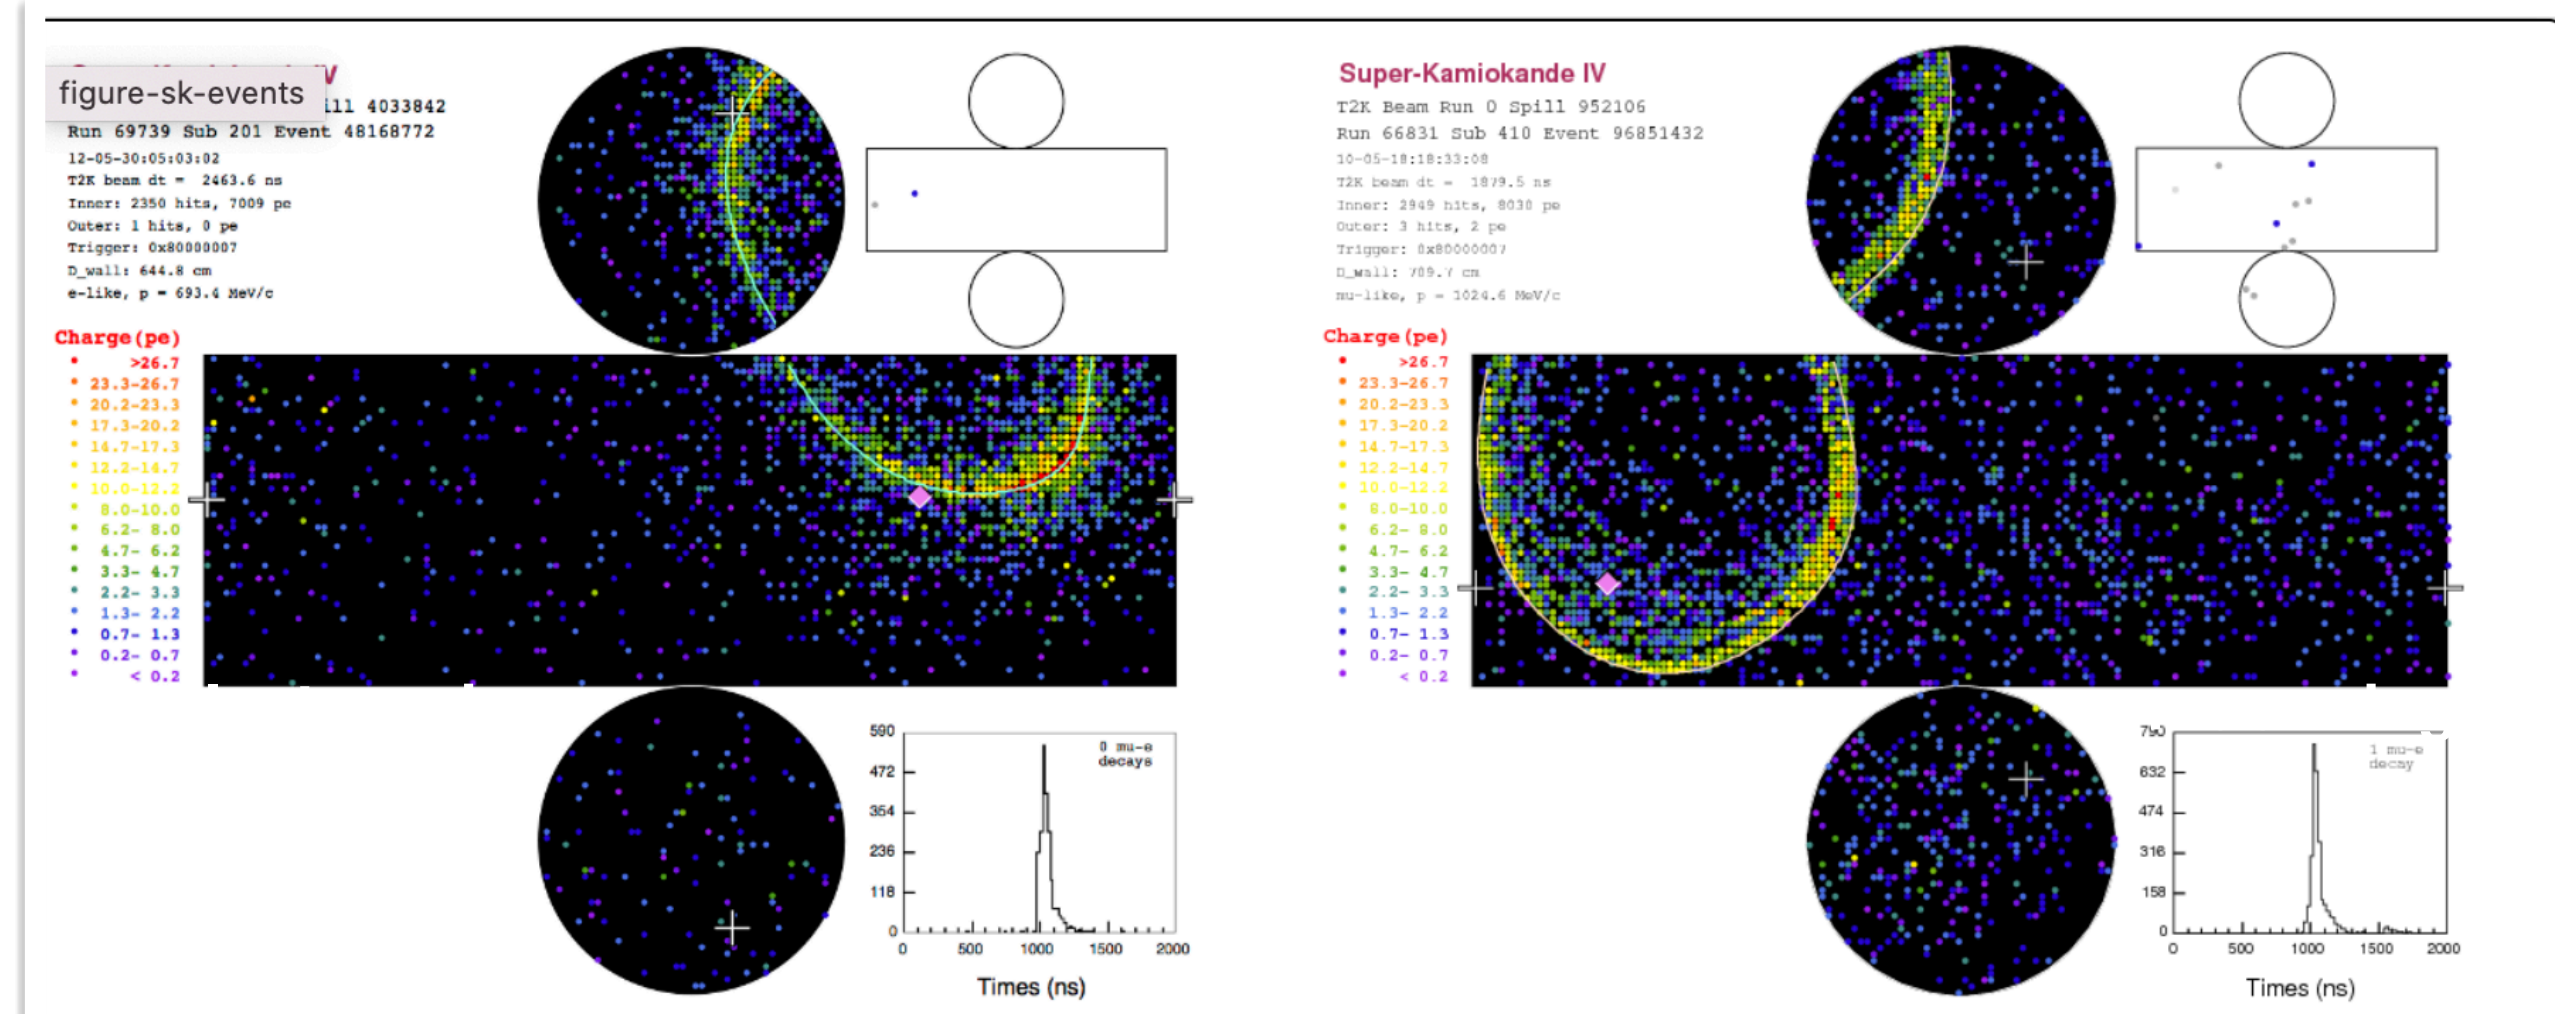 figure-sk-events
ill 4033842
Run 69739 Sub 201 Event 48168772
12-05-30:05:03:02
T2K beam dt = 2463.6 ns
Inner: 2350 hits, 7009 pe
Outer: 1 hits, 0 pe
Trigger: 0x80000007
D_wall: 644.8 cm
e-like, p = 693.4 MeV/c
Charge(pe)
>26.7
23.3-26.7
20.2-23.3
17.3-20.2
14.7-17.3
12.2-14.7
10.0-12.2
8.0-10.0
6.2- 8.0
4.7- 6.2
3.3- 4.7
2.2- 3.3
1.3- 2.2
0.7- 1.3
0.2- 0.7
< 0.2
0 mu-e
decays
590
472
354
236
118
0
0 500 1000 1500 2000
Times (ns)
Super-Kamiokande IV
T2K Beam Run 0 Spill 952106
Run 66831 Sub 410 Event 96851432
10-05-18:18:33:08
T2K beam dt = 1879.5 ns
Inner: 2949 hits, 8030 pe
Outer: 3 hits, 2 pe
Trigger: 0x80000007
D_wall: 709.7 cm
mu-like, p = 1024.6 MeV/c
Charge(pe)
>26.7
23.3-26.7
20.2-23.3
17.3-20.2
14.7-17.3
12.2-14.7
10.0-12.2
8.0-10.0
6.2- 8.0
4.7- 6.2
3.3- 4.7
2.2- 3.3
1.3- 2.2
0.7- 1.3
0.2- 0.7
< 0.2
1 mu-e
decay
790
632
474
316
158
0
0 500 1000 1500 2000
Times (ns)